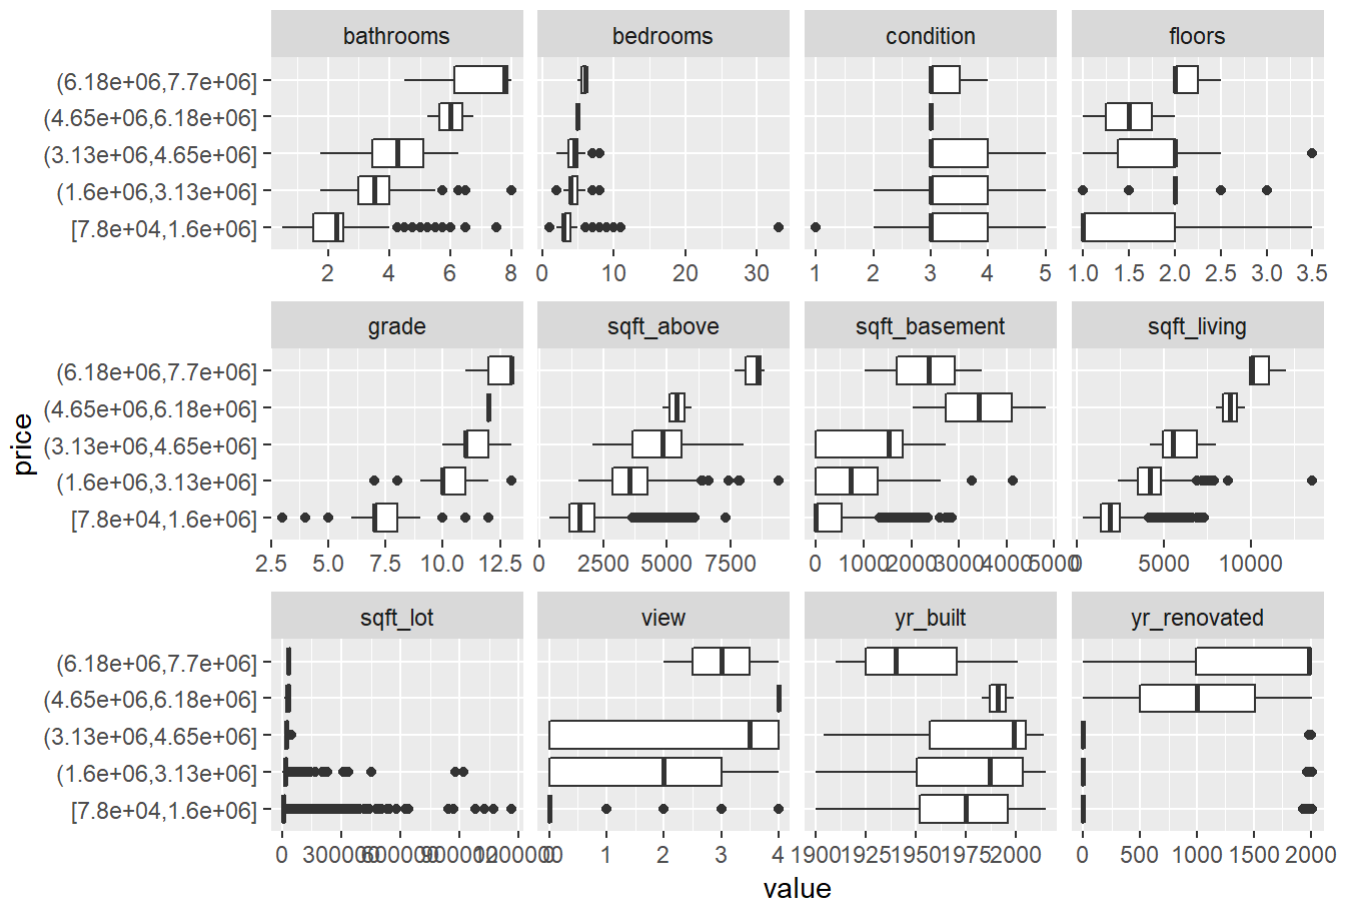 bathrooms bedrooms condition floors
(6.18e+06,7.7e+06]
(4.65e+06,6.18e+06]
(3.13e+06,4.65e+06]
(1.6e+06,3.13e+06]
[7.8e+04,1.6e+06]
2 4 6 8 0 10 20 30 1 2 3 4 5 1.0 1.5 2.0 2.5 3.0 3.5
grade sqft_above sqft_basement sqft_living
(6.18e+06,7.7e+06]
(4.65e+06,6.18e+06]
(3.13e+06,4.65e+06]
(1.6e+06,3.13e+06]
[7.8e+04,1.6e+06]
2.5 5.0 7.5 10.0 12.5 0 2500 5000 7500 0 1000 2000 3000 4000 5000 0 5000 10000
price
sqft_lot view yr_built yr_renovated
(6.18e+06,7.7e+06]
(4.65e+06,6.18e+06]
(3.13e+06,4.65e+06]
(1.6e+06,3.13e+06]
[7.8e+04,1.6e+06]
0 300000 600000 900000 1200000 0 1 2 3 4 1900 1925 1950 1975 2000 0 500 1000 1500 2000
value